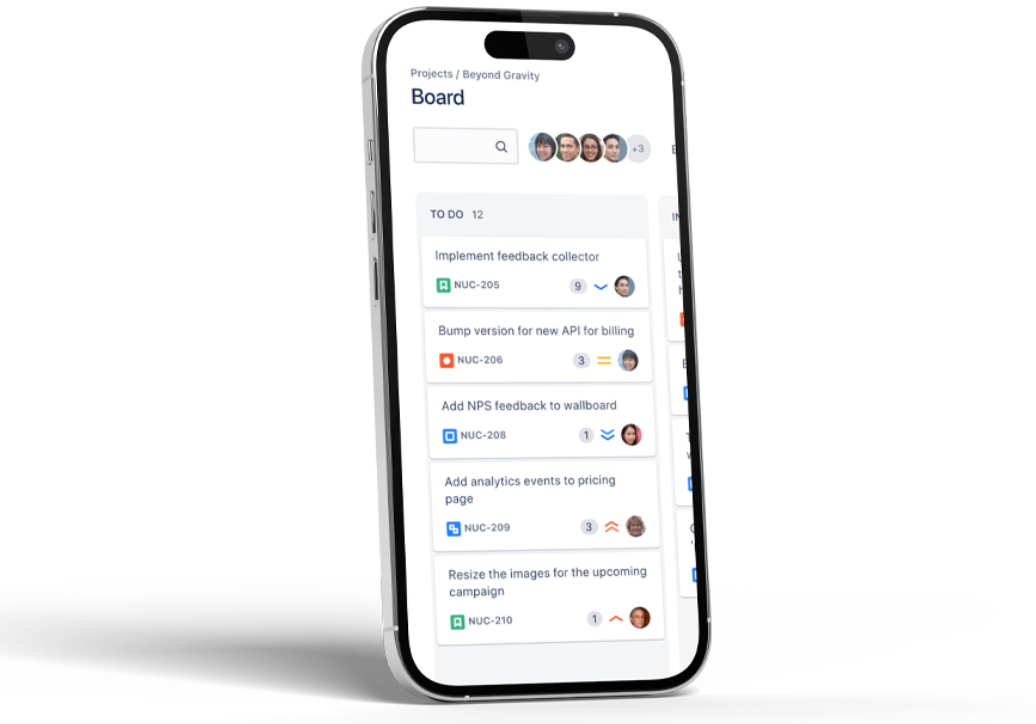 Projects / Beyond Gravity
Board
+3
TO DO 12
Implement feedback collector
NUC-205 9
Bump version for new API for billing
NUC-206 3
Add NPS feedback to wallboard
NUC-208 1
Add analytics events to pricing
page
NUC-209 3
Resize the images for the upcoming
campaign
NUC-210 1